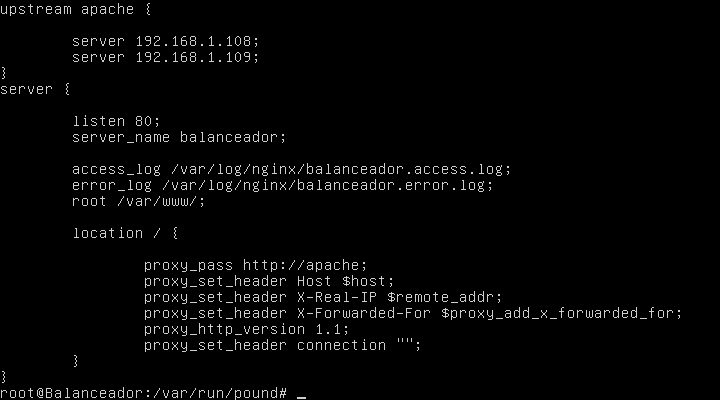 upstream apache {
server 192.168.1.108;
server 192.168.1.109;
}
server {
listen 80;
server_name balanceador;
access_log /var/log/nginx/balanceador.access.log;
error_log /var/log/nginx/balanceador.error.log;
root /var/www/;
location / {
proxy_pass http://apache;
proxy_set_header Host $host;
proxy_set_header X-Real-IP $remote_addr;
proxy_set_header X-Forwarded-For $proxy_add_x_forwarded_for;
proxy_http_version 1.1;
proxy_set_header connection "";
}
}
root@Balanceador:/var/run/pound# _